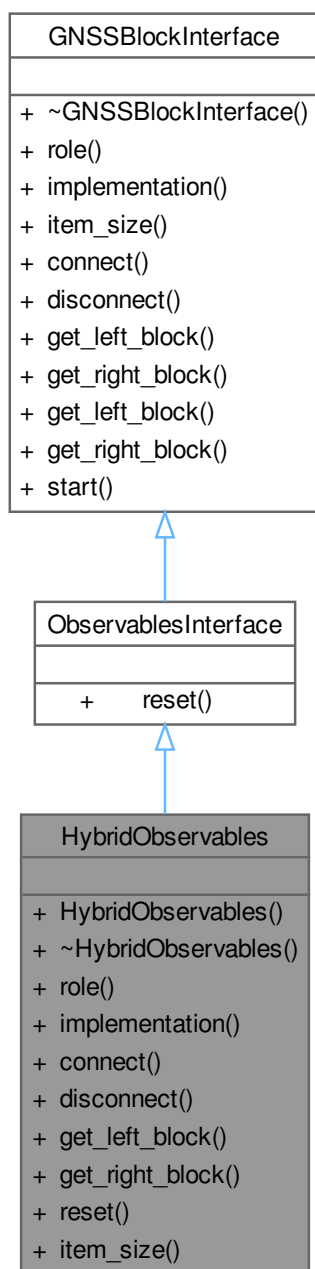 GNSSBlockInterface
+ ~GNSSBlockInterface()
+ role()
+ implementation()
+ item_size()
+ connect()
+ disconnect()
+ get_left_block()
+ get_right_block()
+ get_left_block()
+ get_right_block()
+ start()
ObservablesInterface
+ reset()
HybridObservables
+ HybridObservables()
+ ~HybridObservables()
+ role()
+ implementation()
+ connect()
+ disconnect()
+ get_left_block()
+ get_right_block()
+ reset()
+ item_size()